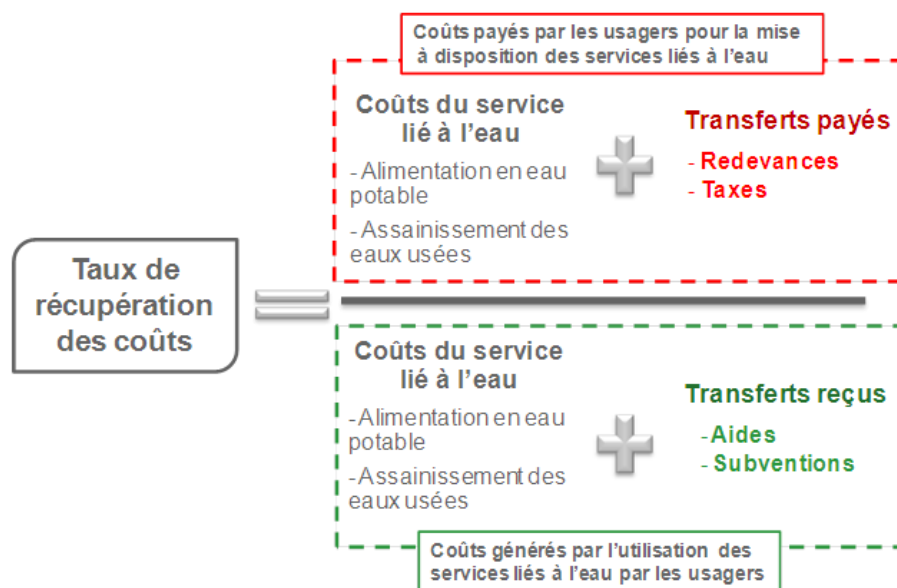 Coûts payés par les usagers pour la mise
à disposition des services liés à l'eau
Coûts du service
lié à l'eau
- Alimentation en eau
potable
- Assainissement des
eaux usées
Transferts payés
- Redevances
- Taxes
Taux de
récupération
des coûts
Coûts du service
lié à l'eau
- Alimentation en eau
potable
- Assainissement des
eaux usées
Transferts reçus
- Aides
- Subventions
Coûts générés par l'utilisation des
services liés à l'eau par les usagers